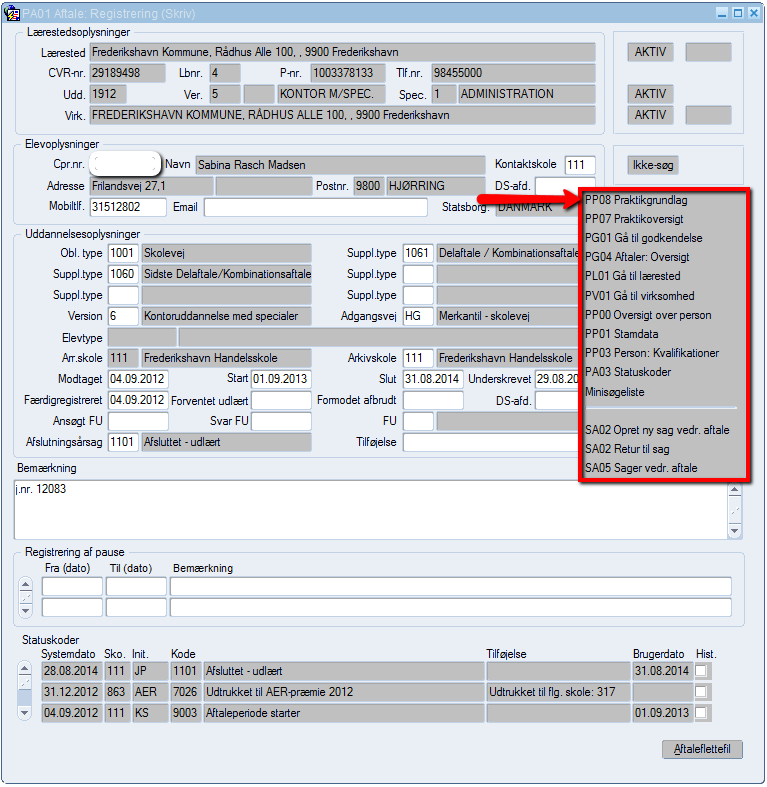 PA01 Aftale: Registrering (Skriv)
Lærestedsoplysninger
Lærested Frederikshavn Kommune, Rådhus Alle 100, , 9900 Frederikshavn AKTIV
CVR-nr. 29189498 Lbnr. 4 P-nr. 1003378133 Tlf.nr. 98455000
Udd. 1912 Ver. 5 KONTOR M/SPEC. Spec. 1 ADMINISTRATION AKTIV
Virk. FREDERIKSHAVN KOMMUNE, RÅDHUS ALLE 100, , 9900 Frederikshavn AKTIV
Elevoplysninger
Cpr.nr. Navn Sabina Rasch Madsen Kontaktskole 111 Ikke-søg
Adresse Frilandsvej 27,1 Postnr. 9800 HJØRRING DS-afd.
Mobiltlf. 31512802 Email Statsborg. DANMARK
PP08 Praktikgrundlag
PP07 Praktikoversigt
PG01 Gå til godkendelse
PG04 Aftaler: Oversigt
PL01 Gå til lærested
PV01 Gå til virksomhed
PP00 Oversigt over person
PP01 Stamdata
PP03 Person: Kvalifikationer
PA03 Statuskoder
Minisøgeliste
SA02 Opret ny sag vedr. aftale
SA02 Retur til sag
SA05 Sager vedr. aftale
Uddannelsesoplysninger
Obl. type 1001 Skolevej Suppl.type 1061 Delaftale / Kombinationsaftale
Suppl.type 1060 Sidste Delaftale/Kombinationsaftale Suppl.type
Suppl.type Suppl.type
Version 6 Kontoruddannelse med specialer Adgangsvej HG Merkantil - skolevej
Elevtype
Arr.skole 111 Frederikshavn Handelsskole Arkivskole 111 Frederikshavn Handelsskole
Modtaget 04.09.2012 Start 01.09.2013 Slut 31.08.2014 Underskrevet 29.08.
Færdigregistreret 04.09.2012 Forventet udlært Formodet afbrudt DS-afd.
Ansøgt FU Svar FU FU
Afslutningsårsag 1101 Afsluttet - udlært Tilføjelse
Bemærkning
j.nr. 12083
Registrering af pause
Fra (dato) Til (dato) Bemærkning
Statuskoder
Systemdato Sko. Init. Kode Tilføjelse Brugerdato Hist.
28.08.2014 111 JP 1101 Afsluttet - udlært 31.08.2014
31.12.2012 863 AER 7026 Udtrukket til AER-præmie 2012 Udtrukket til flg. skole: 317
04.09.2012 111 KS 9003 Aftaleperiode starter 01.09.2013
Aftaleflettefil